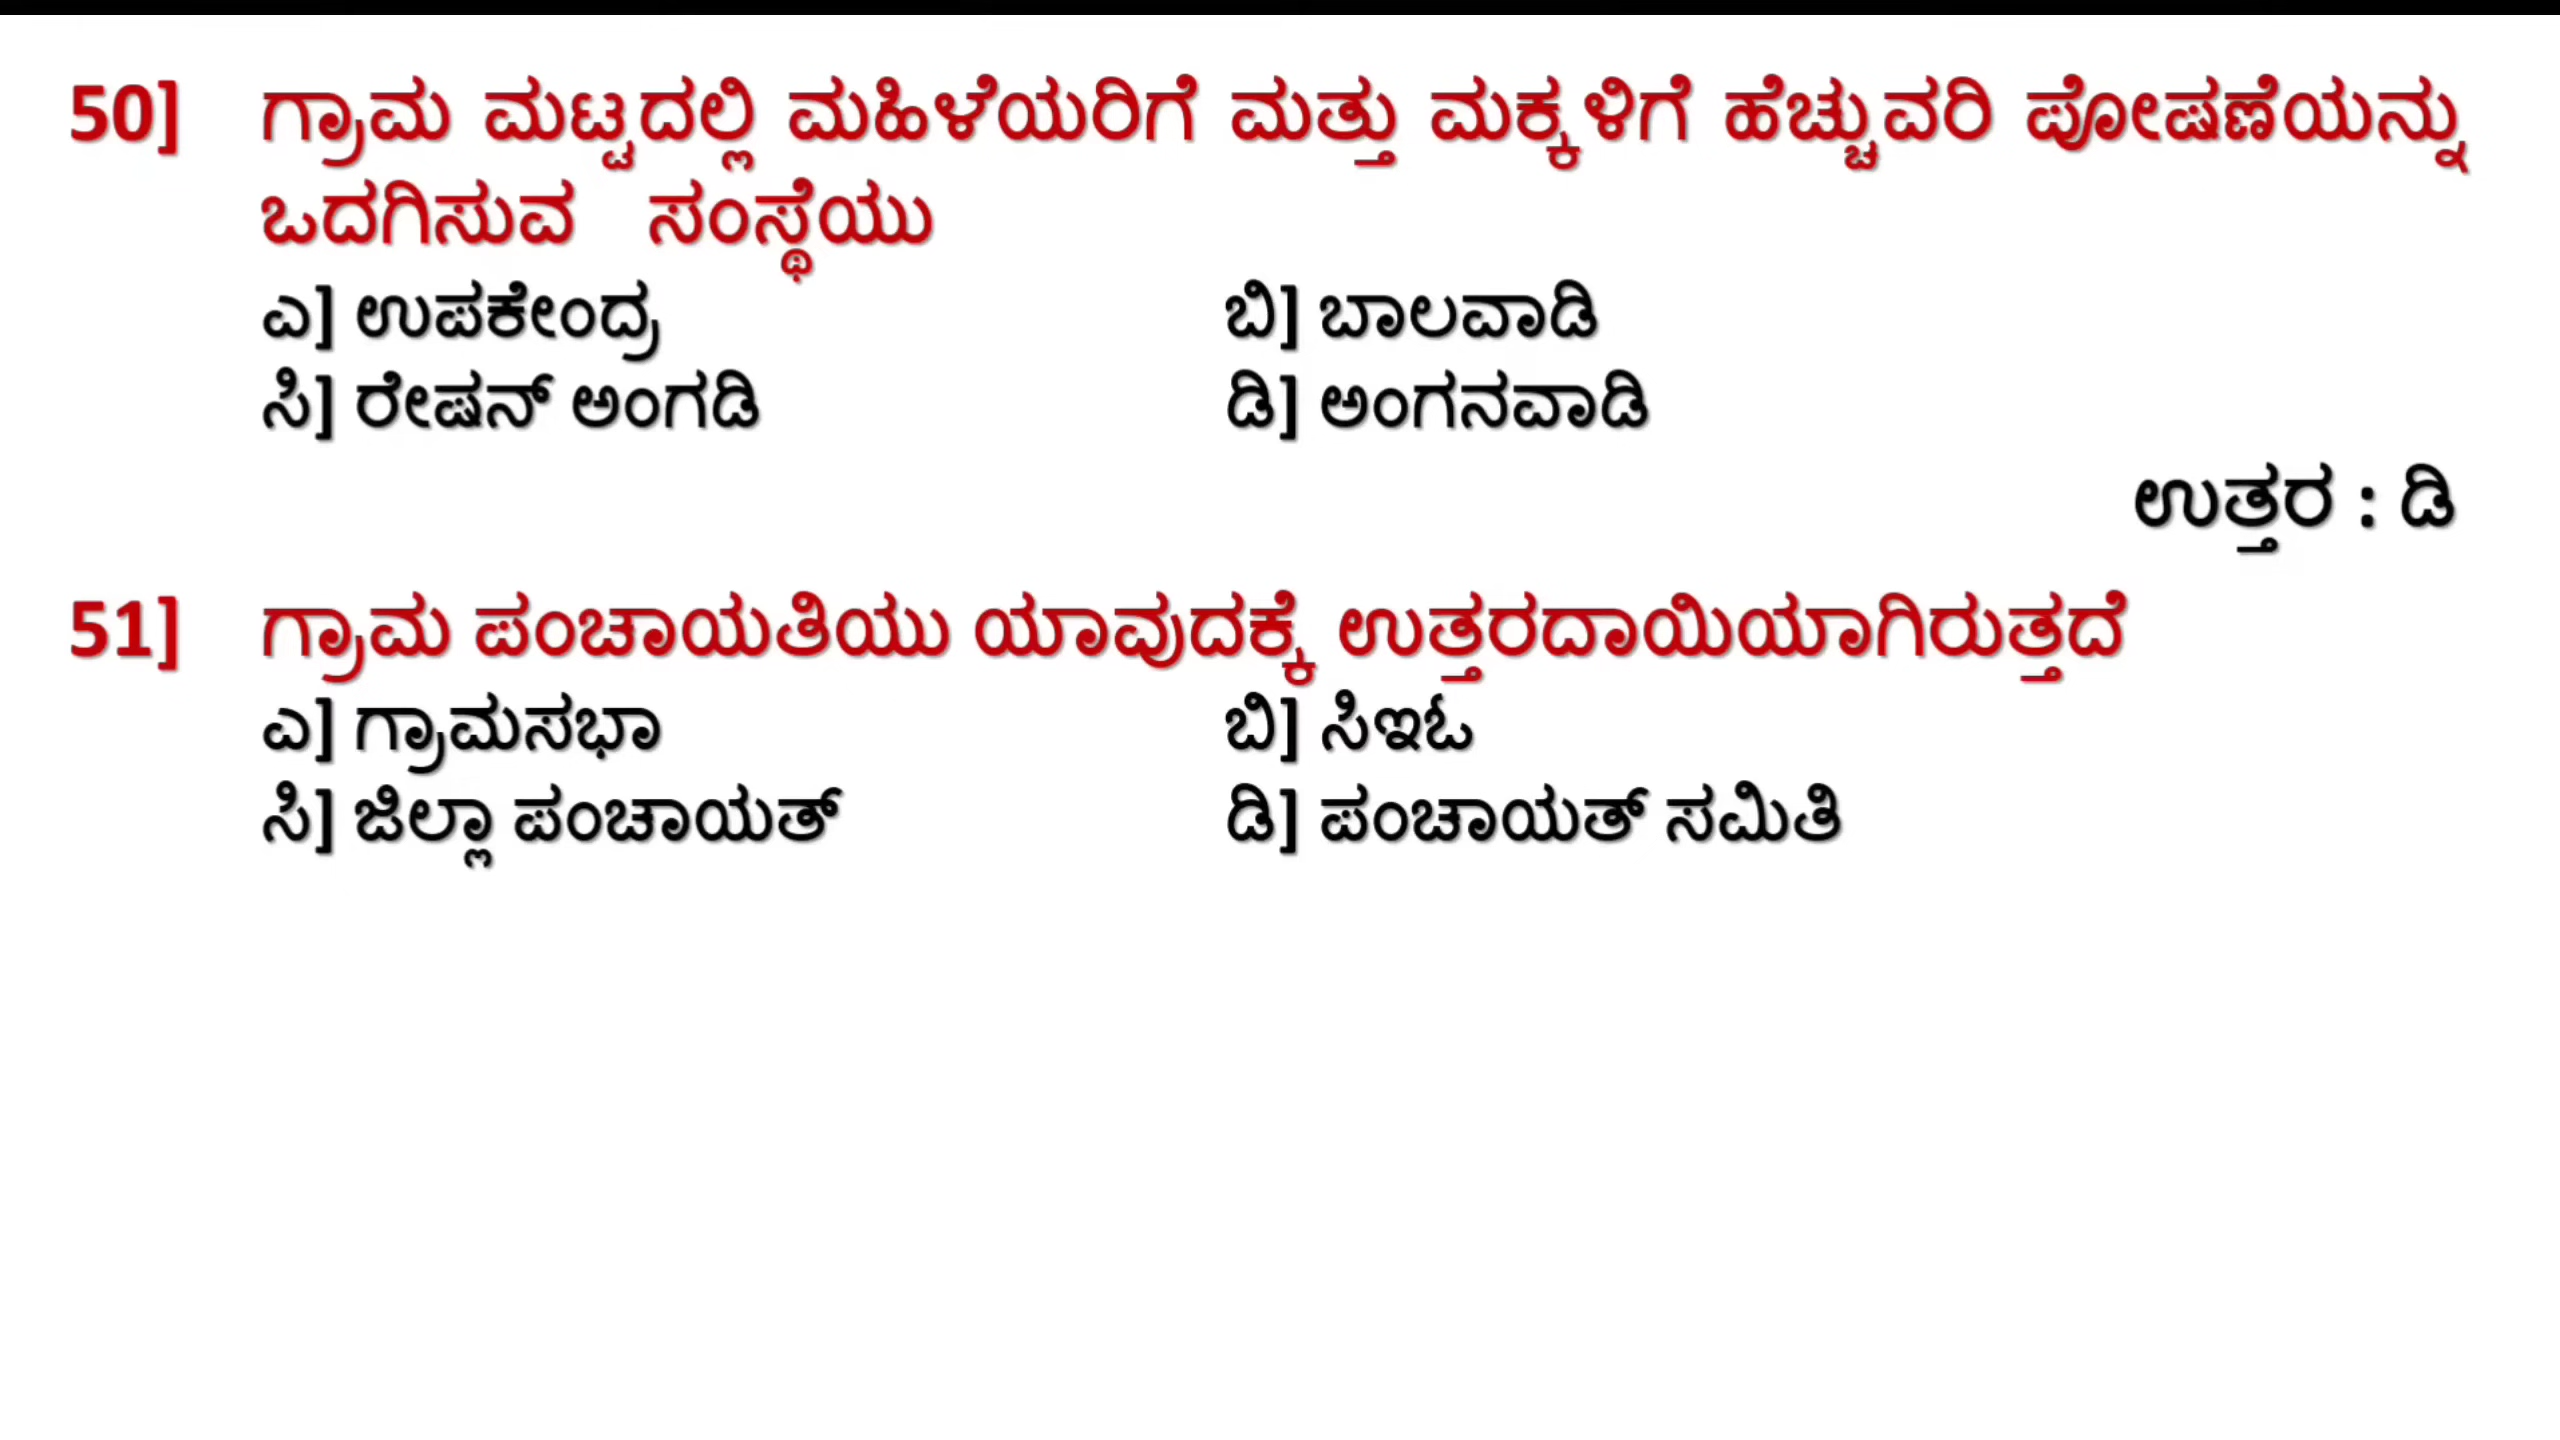 50] ಗ್ರಾಮ ಮಟ್ಟದಲ್ಲಿ ಮಹಿಳೆಯರಿಗೆ ಮತ್ತು ಮಕ್ಕಳಿಗೆ ಹೆಚ್ಚುವರಿ ಪೋಷಣೆಯನ್ನು
ಒದಗಿಸುವ ಸಂಸ್ಥೆಯು
ಎ] ಉಪಕೇಂದ್ರ ಬಿ] ಬಾಲವಾಡಿ
ಸಿ] ರೇಷನ್ ಅಂಗಡಿ ಡಿ] ಅಂಗನವಾಡಿ
ಉತ್ತರ : ಡಿ
51] ಗ್ರಾಮ ಪಂಚಾಯತಿಯು ಯಾವುದಕ್ಕೆ ಉತ್ತರದಾಯಿಯಾಗಿರುತ್ತದೆ
ಎ] ಗ್ರಾಮಸಭಾ ಬಿ] ಸಿಇಓ
ಸಿ] ಜಿಲ್ಲಾ ಪಂಚಾಯತ್ ಡಿ] ಪಂಚಾಯತ್ ಸಮಿತಿ